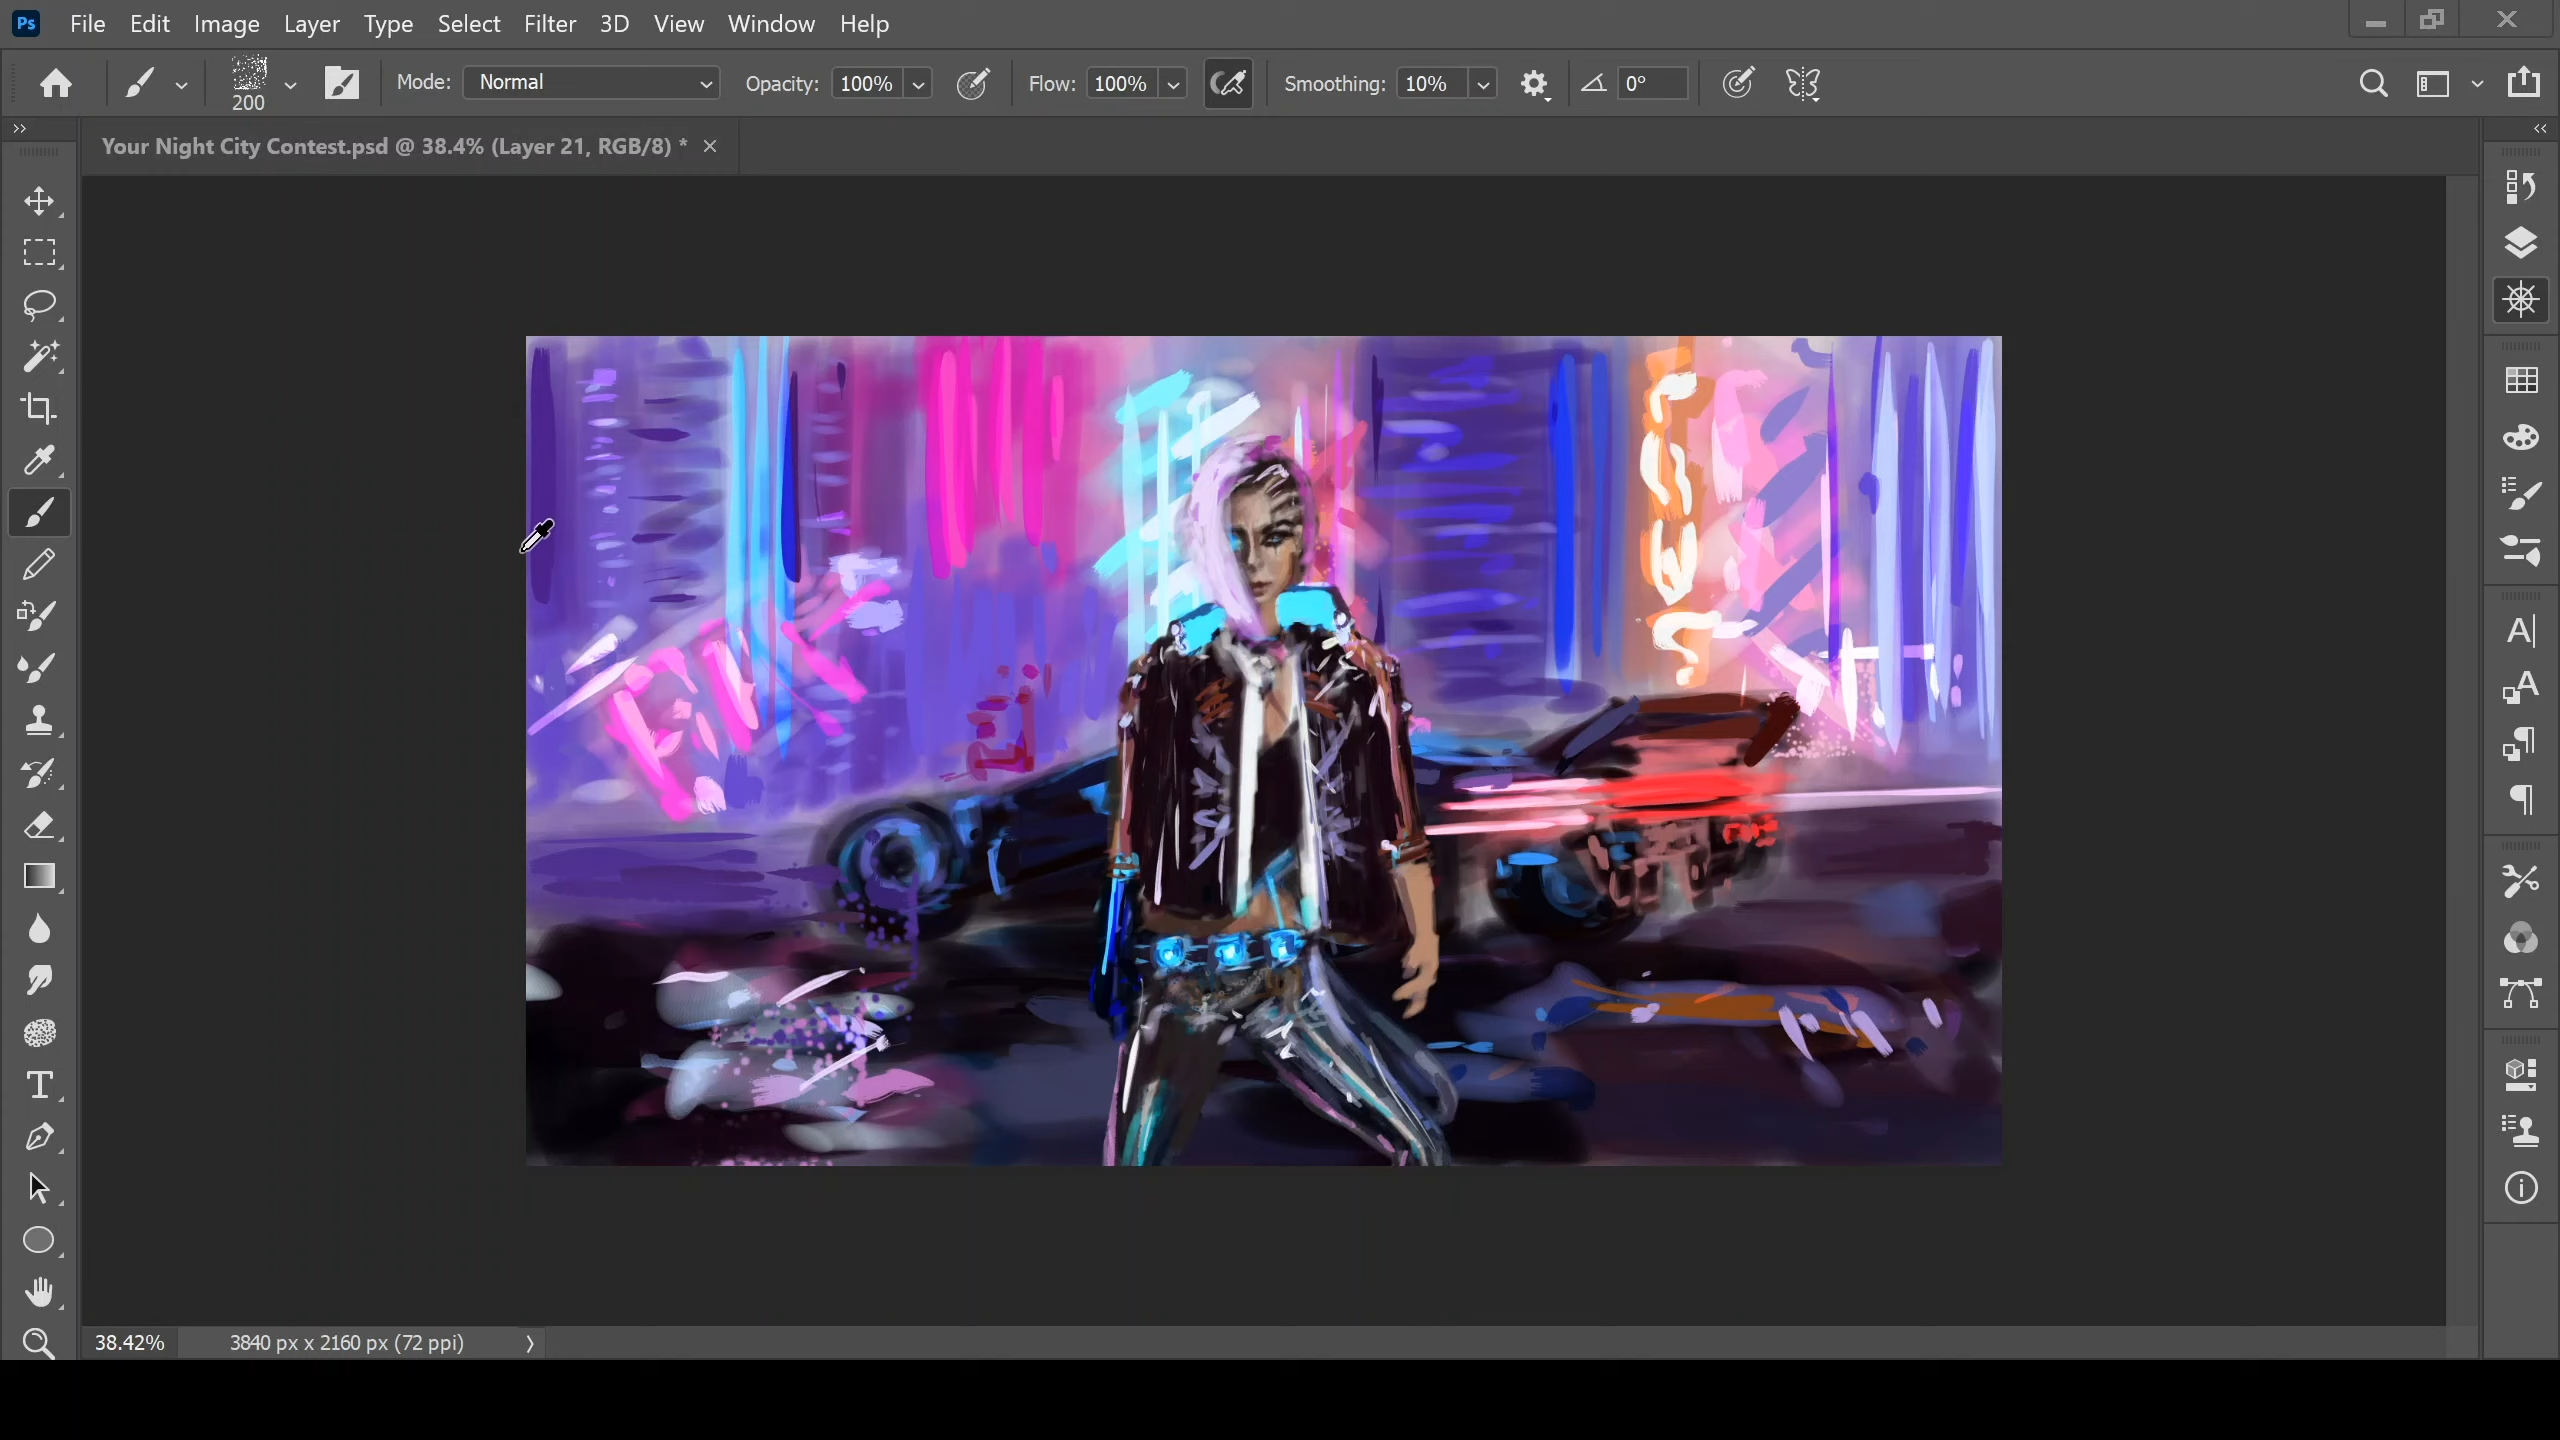 Ps File Edit Image Layer Type Select Filter 3D View Window Help
200 Mode: Normal Opacity: 100% Flow: 100% Smoothing: 10% 0°
Your Night City Contest.psd @ 38.4% (Layer 21, RGB/8) *
38.42% 3840 px x 2160 px (72 ppi)